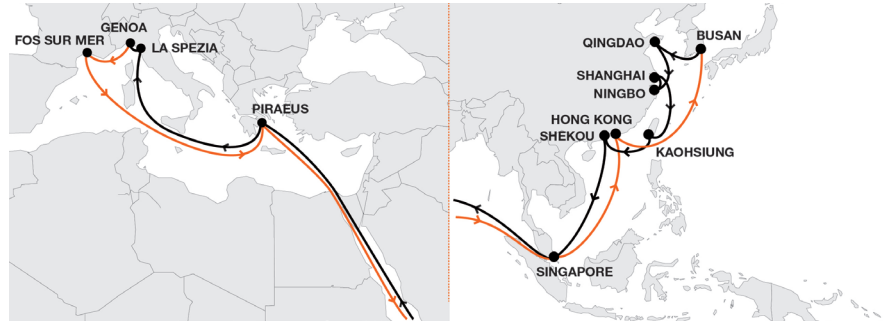 GENOA
FOS SUR MER
LA SPEZIA
PIRAEUS
QINGDAO
BUSAN
SHANGHAI
NINGBO
HONG KONG
SHEKOU
KAOHSIUNG
SINGAPORE